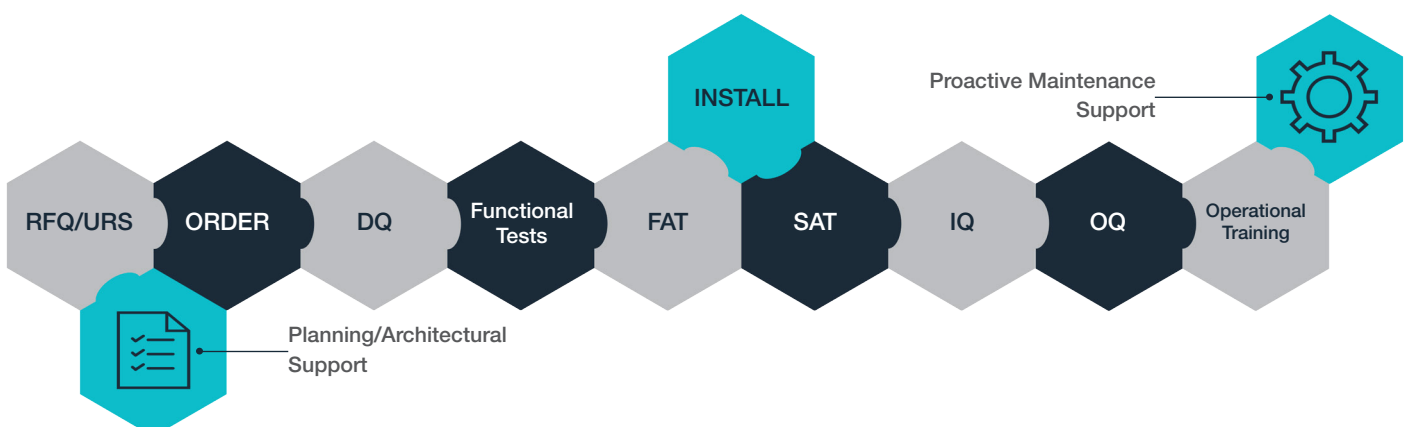 INSTALL
Proactive Maintenance
Support
RFQ/URS
ORDER
DQ
Functional
Tests
FAT
SAT
IQ
OQ
Operational
Training
Planning/Architectural
Support